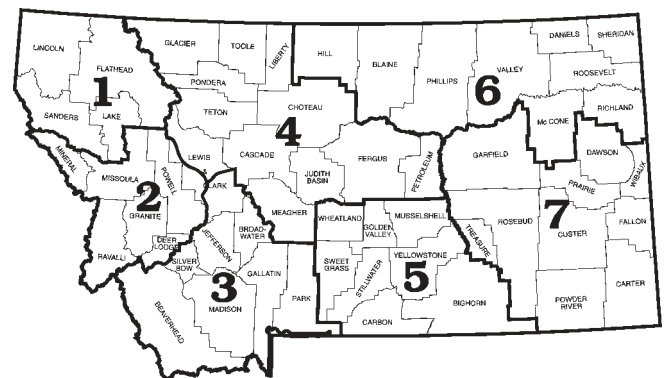 LINCOLN
FLATHEAD
1
SANDERS
LAKE
GLACIER
TOOLE
LIBERTY
PONDERA
TETON
CHOTEAU
4
CASCADE
LEWIS
&
CLARK
JUDITH
BASIN
FERGUS
PETROLEUM
MEAGHER
HILL
BLAINE
PHILLIPS
VALLEY
6
DANIELS
SHERIDAN
ROOSEVELT
RICHLAND
Mc CONE
MINERAL
MISSOULA
POWELL
2
GRANITE
DEER
LODGE
RAVALLI
SILVER
BOW
JEFFERSON
BROAD-
WATER
GALLATIN
3
MADISON
PARK
BEAVERHEAD
WHEATLAND
GOLDEN
VALLEY
MUSSELSHELL
SWEET
GRASS
STILLWATER
YELLOWSTONE
5
CARBON
BIGHORN
TREASURE
GARFIELD
DAWSON
PRAIRIE
WIBAUX
ROSEBUD
7
CUSTER
FALLON
POWDER
RIVER
CARTER